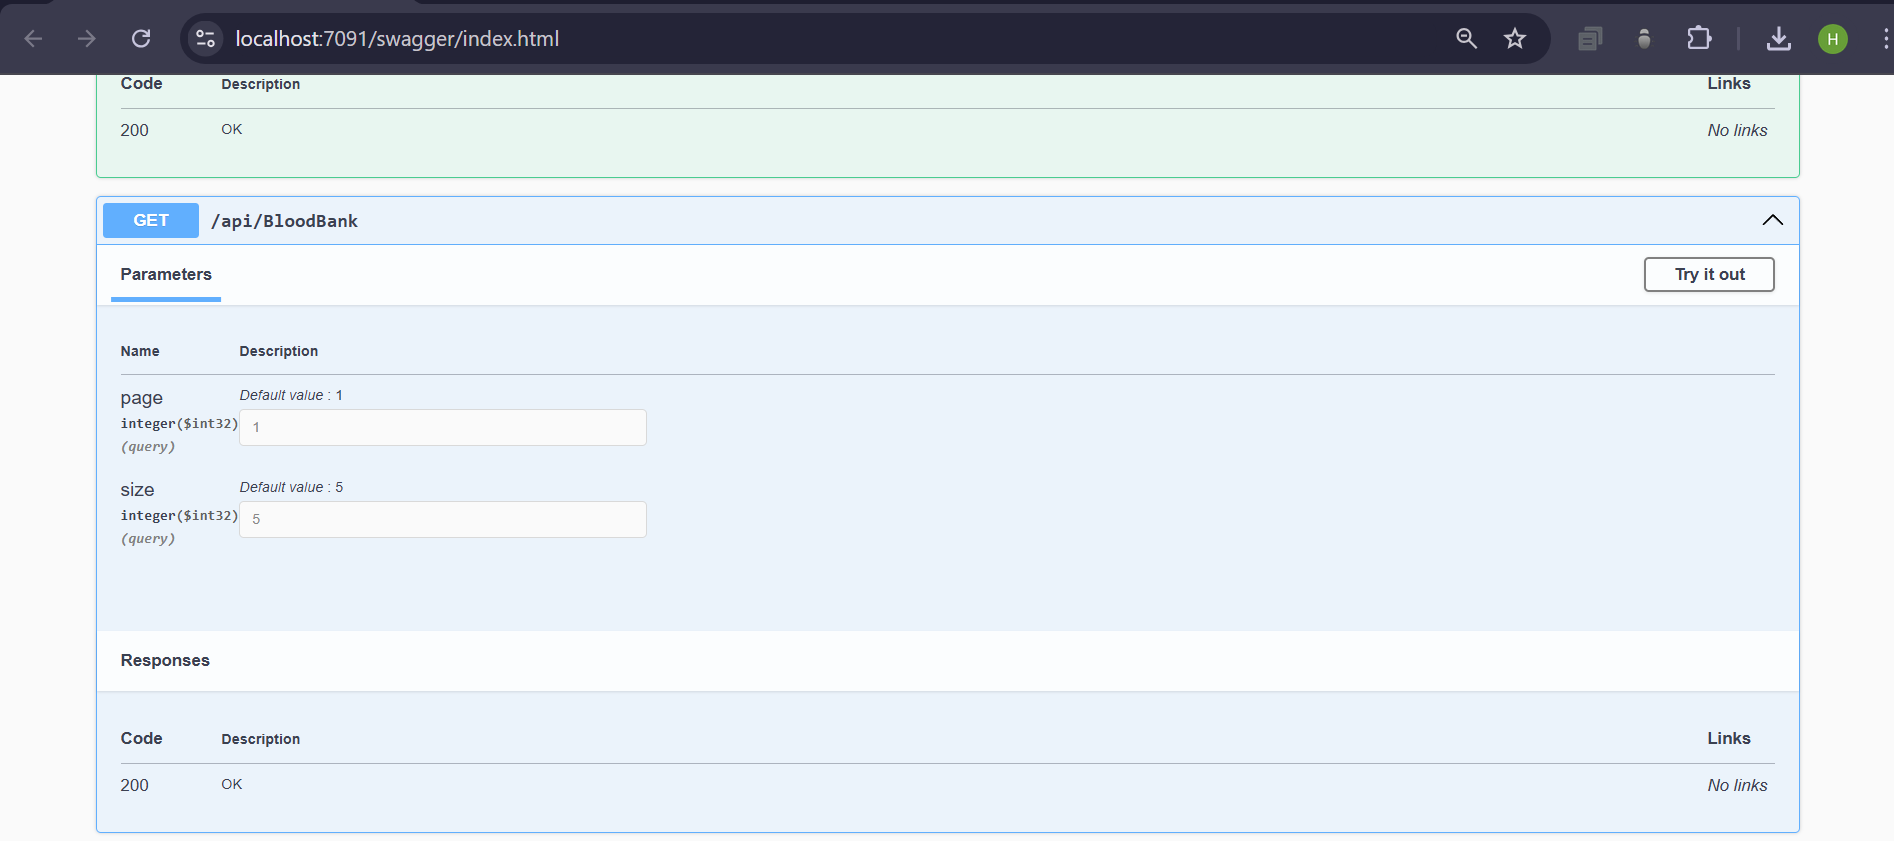 localhost:7091/swagger/index.html
H
Code Description Links
200 OK No links
GET /api/BloodBank
Parameters
Try it out
Name Description
page
integer($int32)
(query)
Default value : 1
1
size
integer($int32)
(query)
Default value : 5
5
Responses
Code Description Links
200 OK No links